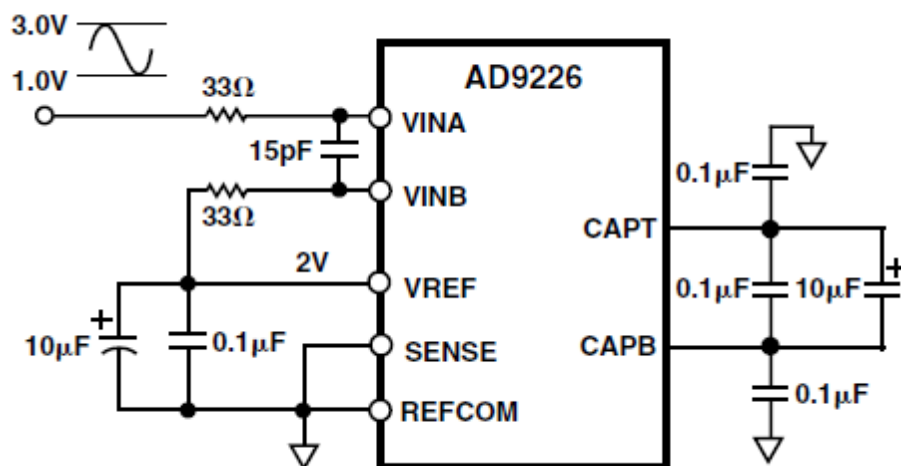 3.0V
1.0V
33Ω
AD9226
VINA
15pF
0.1µF
VINB
33Ω
CAPT
2V
VREF
0.1µF
10µF
+
+
10µF
0.1µF
SENSE
CAPB
REFCOM
0.1µF